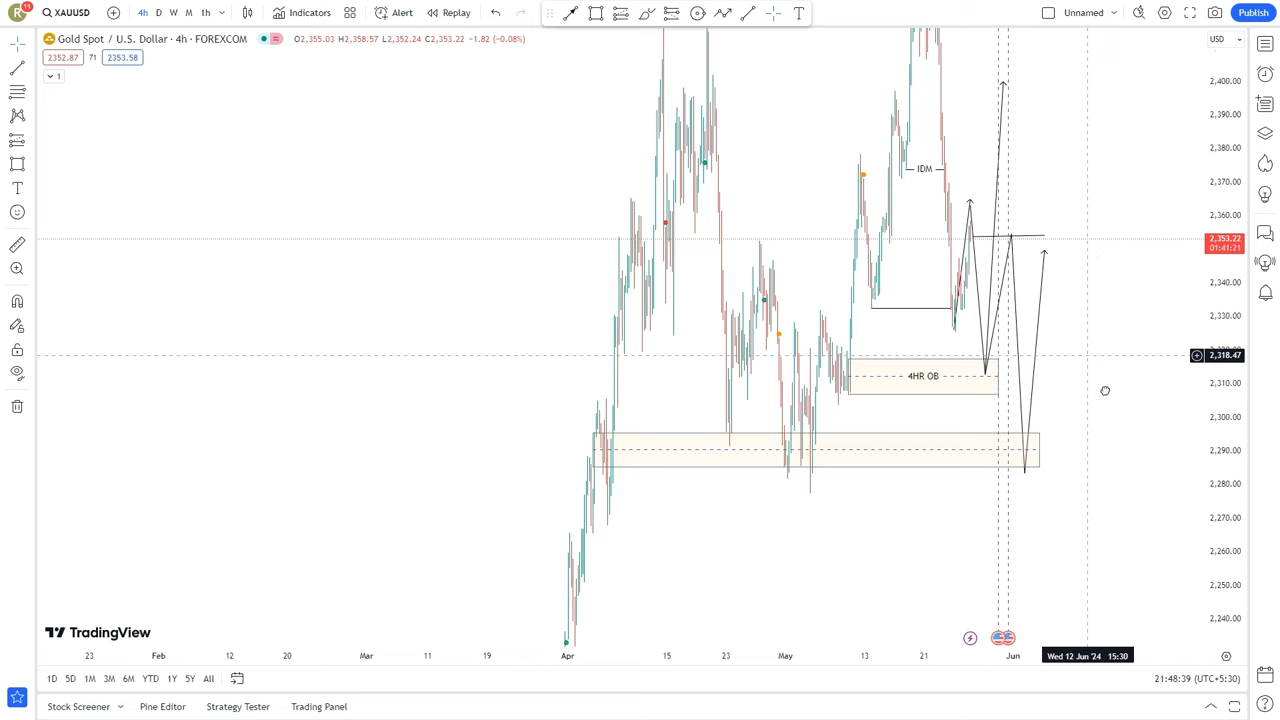 R 11 XAUUSD 4h D W M 1h Indicators Alert Replay Unnamed Publish
Gold Spot / U.S. Dollar · 4h · FOREXCOM O2,355.03 H2,358.57 L2,352.24 C2,353.22 −1.82 (−0.08%)
USD
2352.87 71 2353.58
1
2,400.00
2,390.00
2,380.00
IDM
2,370.00
2,360.00
2,353.22
01:41:21
2,340.00
2,330.00
2,318.47
4HR OB
2,310.00
2,300.00
2,290.00
2,280.00
2,270.00
2,260.00
2,250.00
2,240.00
TradingView
23 Feb 12 20 Mar 11 19 Apr 15 23 May 13 21 Jun Wed 12 Jun '24 15:30
1D 5D 1M 3M 6M YTD 1Y 5Y All 21:48:39 (UTC+5:30)
Stock Screener Pine Editor Strategy Tester Trading Panel